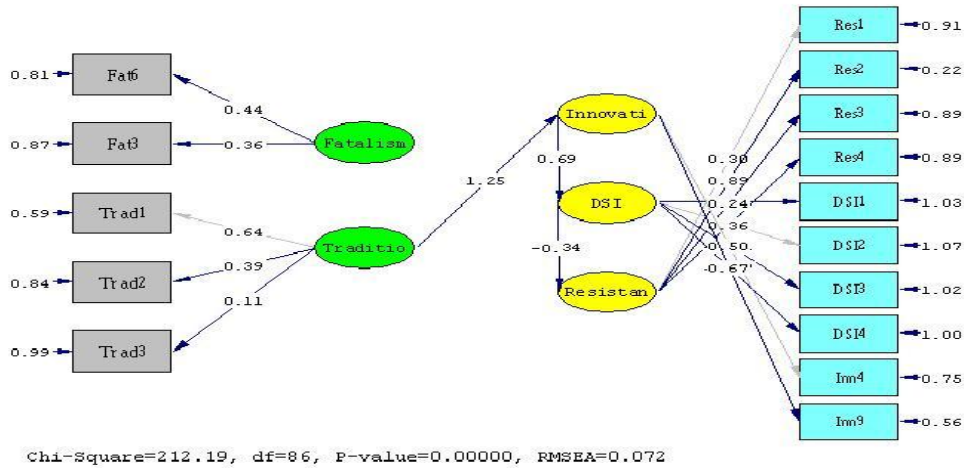 0.81 Fat6
0.87 Fat3
0.59 Trad1
0.84 Trad2
0.99 Trad3
0.44
0.36
0.64
0.39
0.11
Fatalism
Traditio
1.25
Innovati
0.69
DSI
-0.34
Resistan
0.30
0.89
0.24
0.36
0.50
-0.67
Res1 0.91
Res2 0.22
Res3 0.89
Res4 0.89
DSI1 1.03
DSI2 1.07
DSI3 1.02
DSI4 1.00
Inn4 0.75
Inn9 0.56
Chi-Square=212.19, df=86, P-value=0.00000, RMSEA=0.072